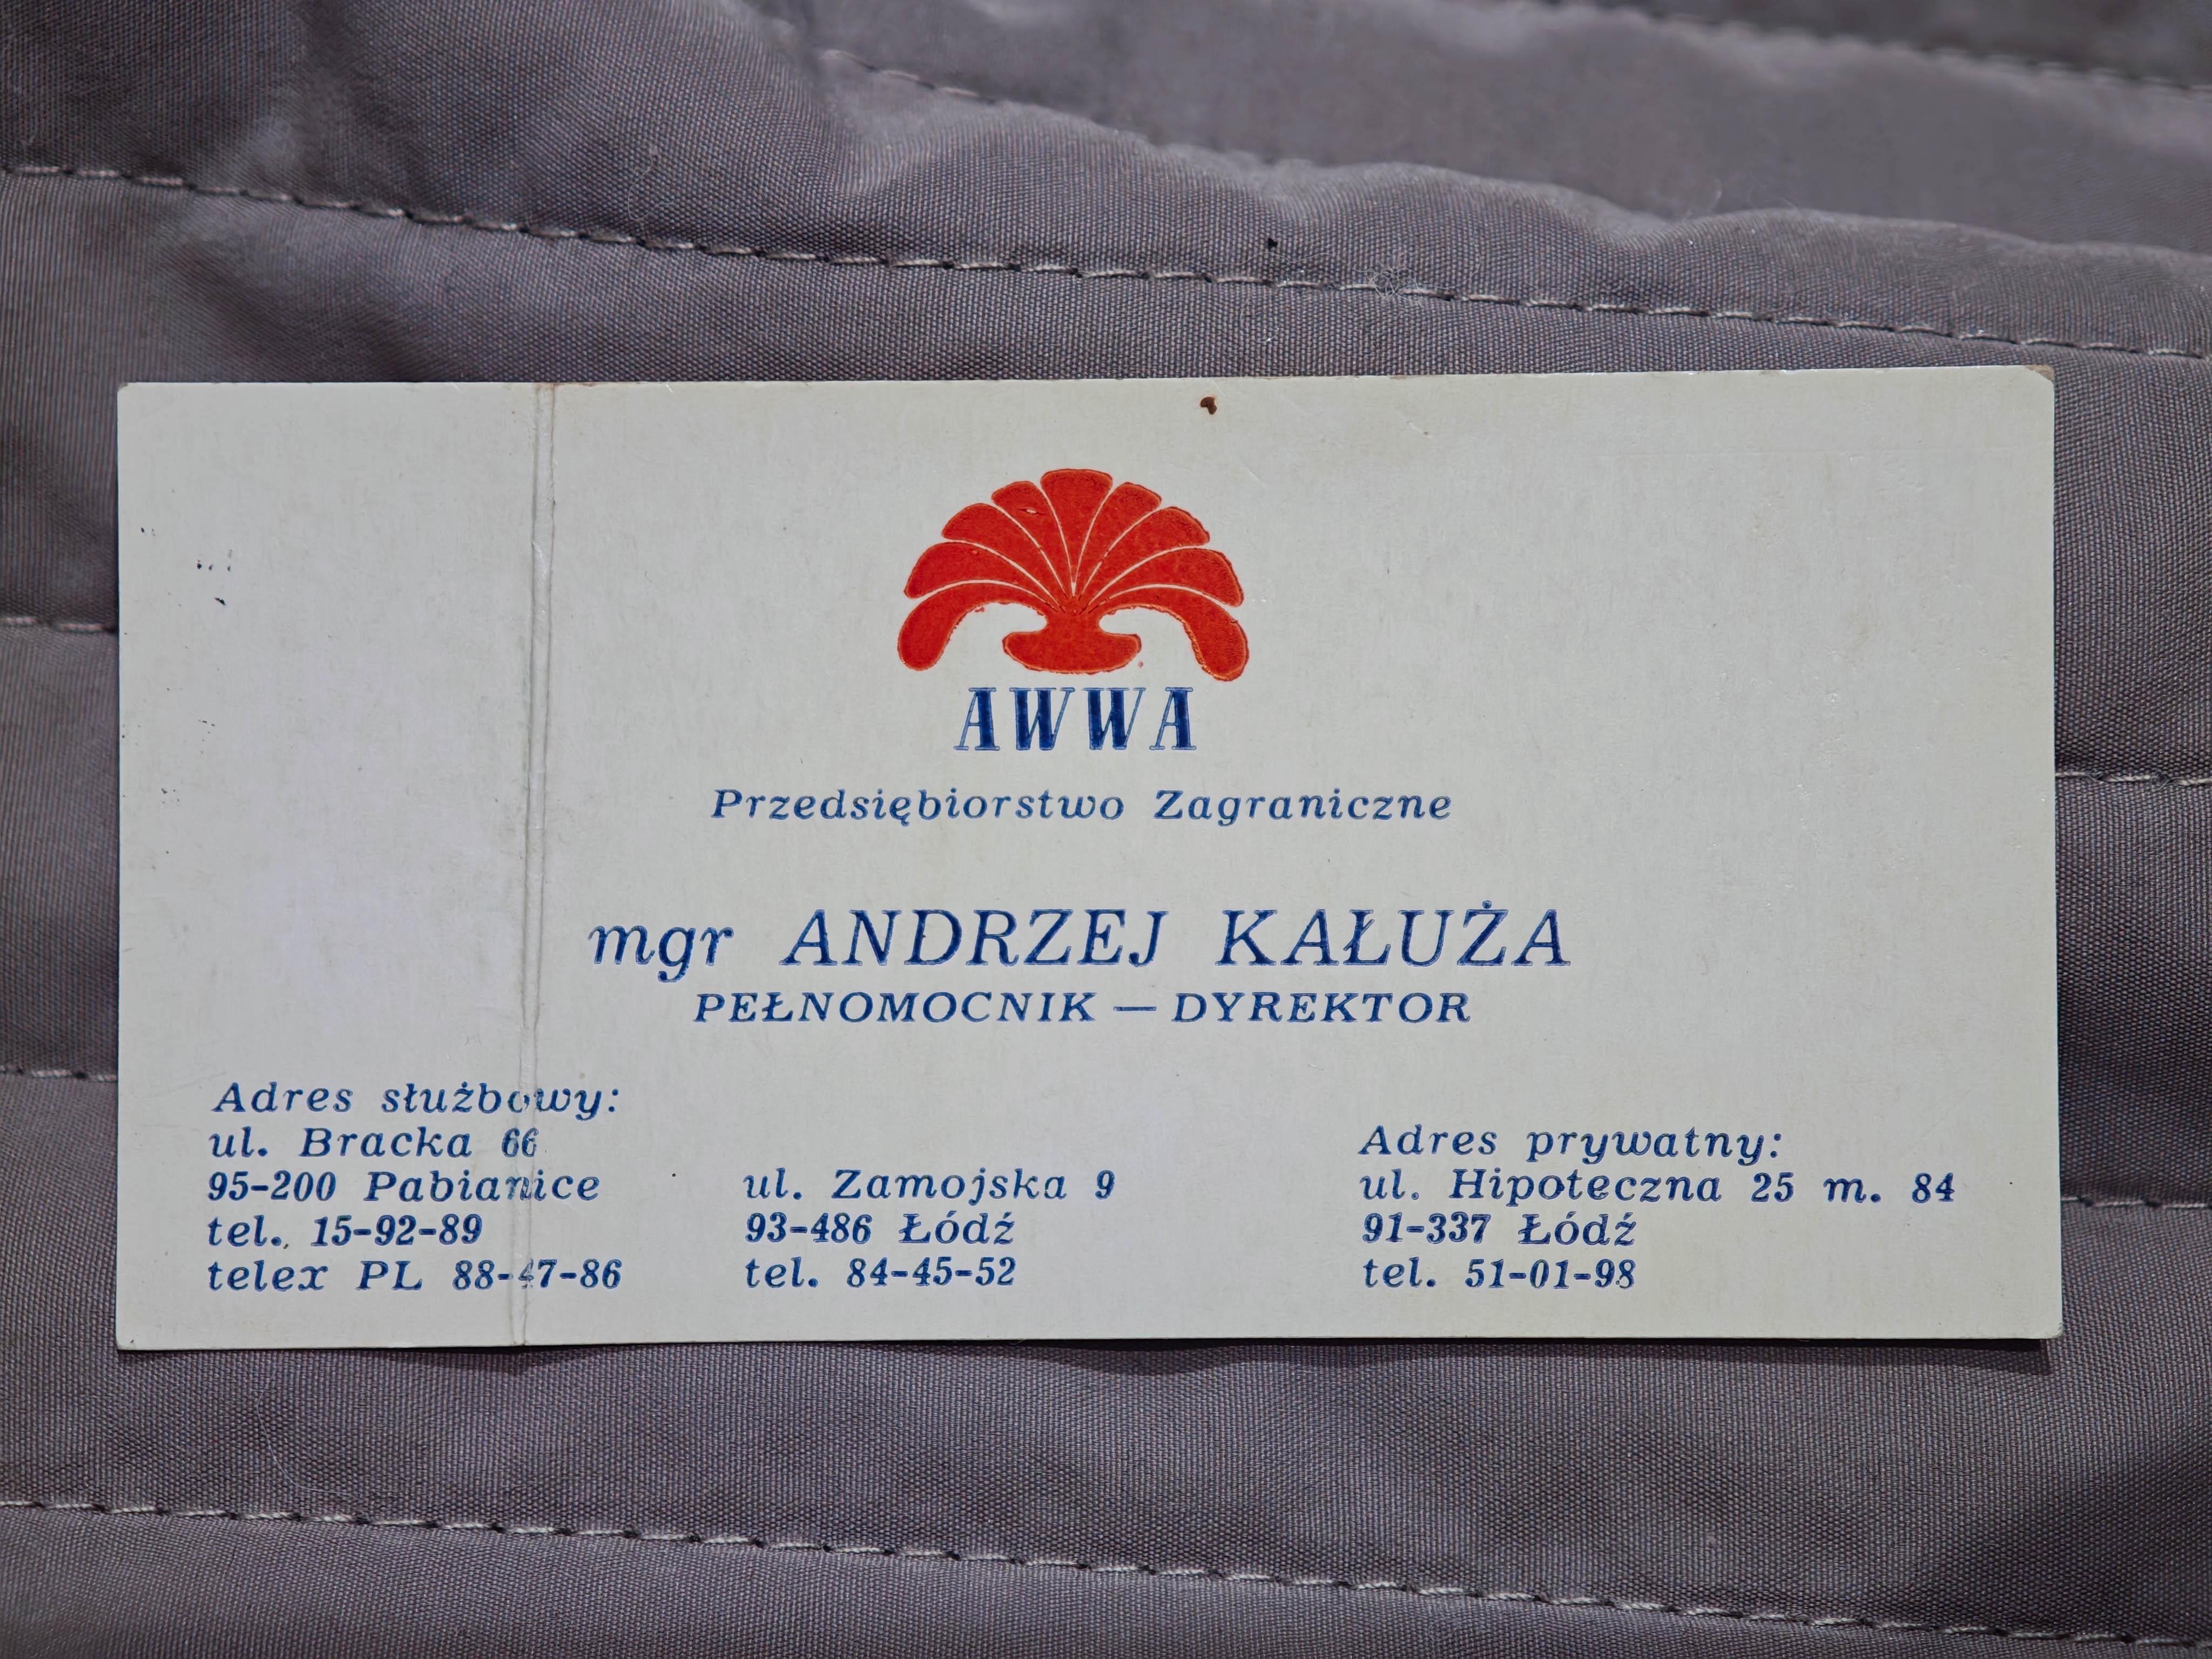 AWWA
Przedsiębiorstwo Zagraniczne
mgr ANDRZEJ KAŁUŻA
PEŁNOMOCNIK — DYREKTOR
Adres służbowy:
ul. Bracka 66
95-200 Pabianice
tel. 15-92-89
telex PL 88-47-86
ul. Zamojska 9
93-486 Łódź
tel. 84-45-52
Adres prywatny:
ul. Hipoteczna 25 m. 84
91-337 Łódź
tel. 51-01-98